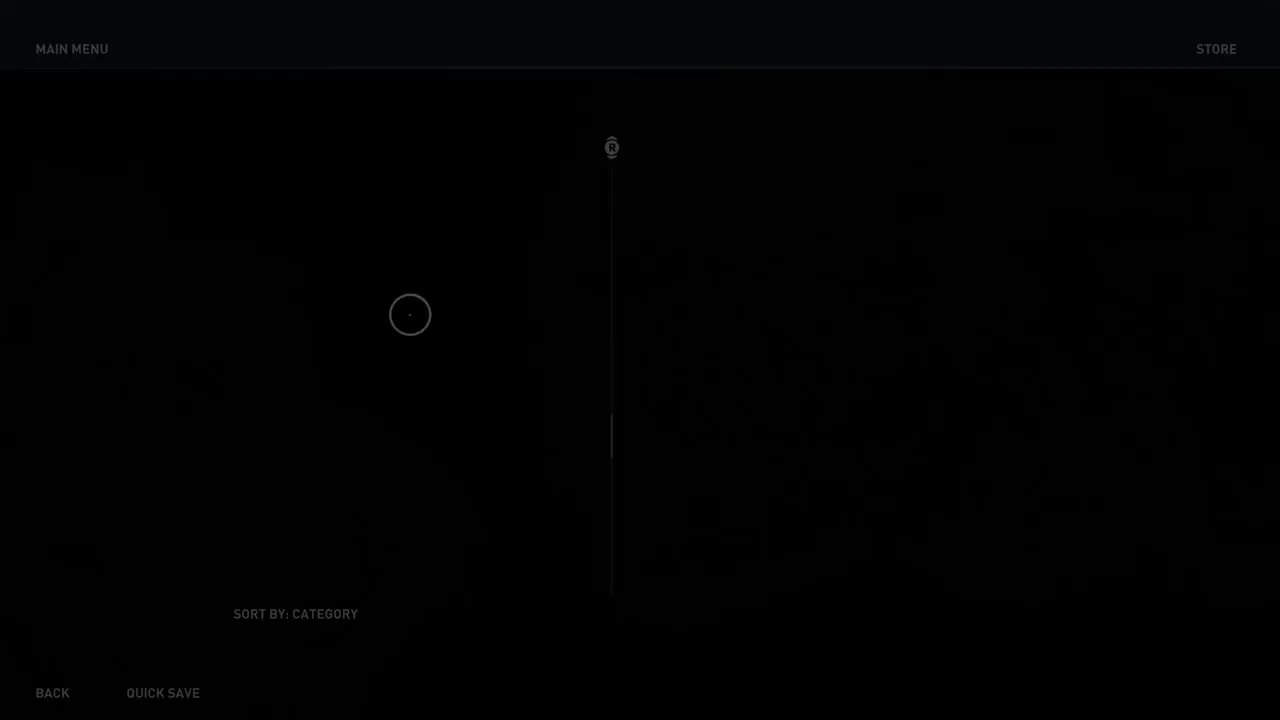 MAIN MENU
STORE
R
SORT BY: CATEGORY
BACK
QUICK SAVE